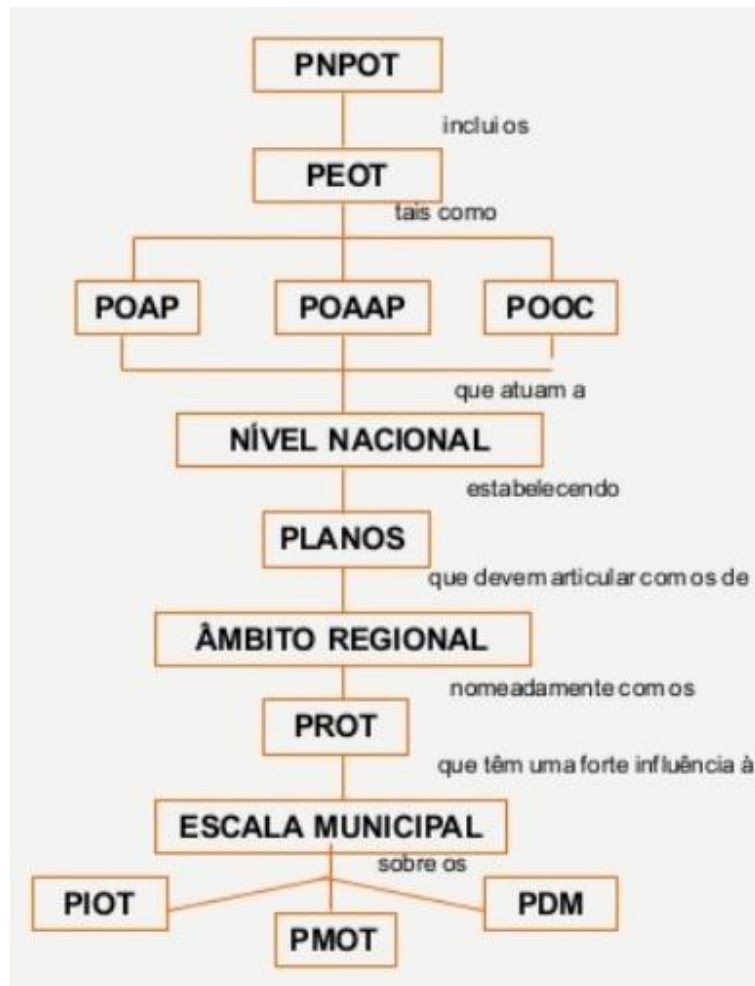 PNPOT
inclui os
PEOT
tais como
POAP POAAP POOC
que atuam a
NÍVEL NACIONAL
estabelecendo
PLANOS
que devem articular com os de
ÂMBITO REGIONAL
nomeadamente com os
PROT
que têm uma forte influência à
ESCALA MUNICIPAL
sobre os
PIOT PMOT PDM